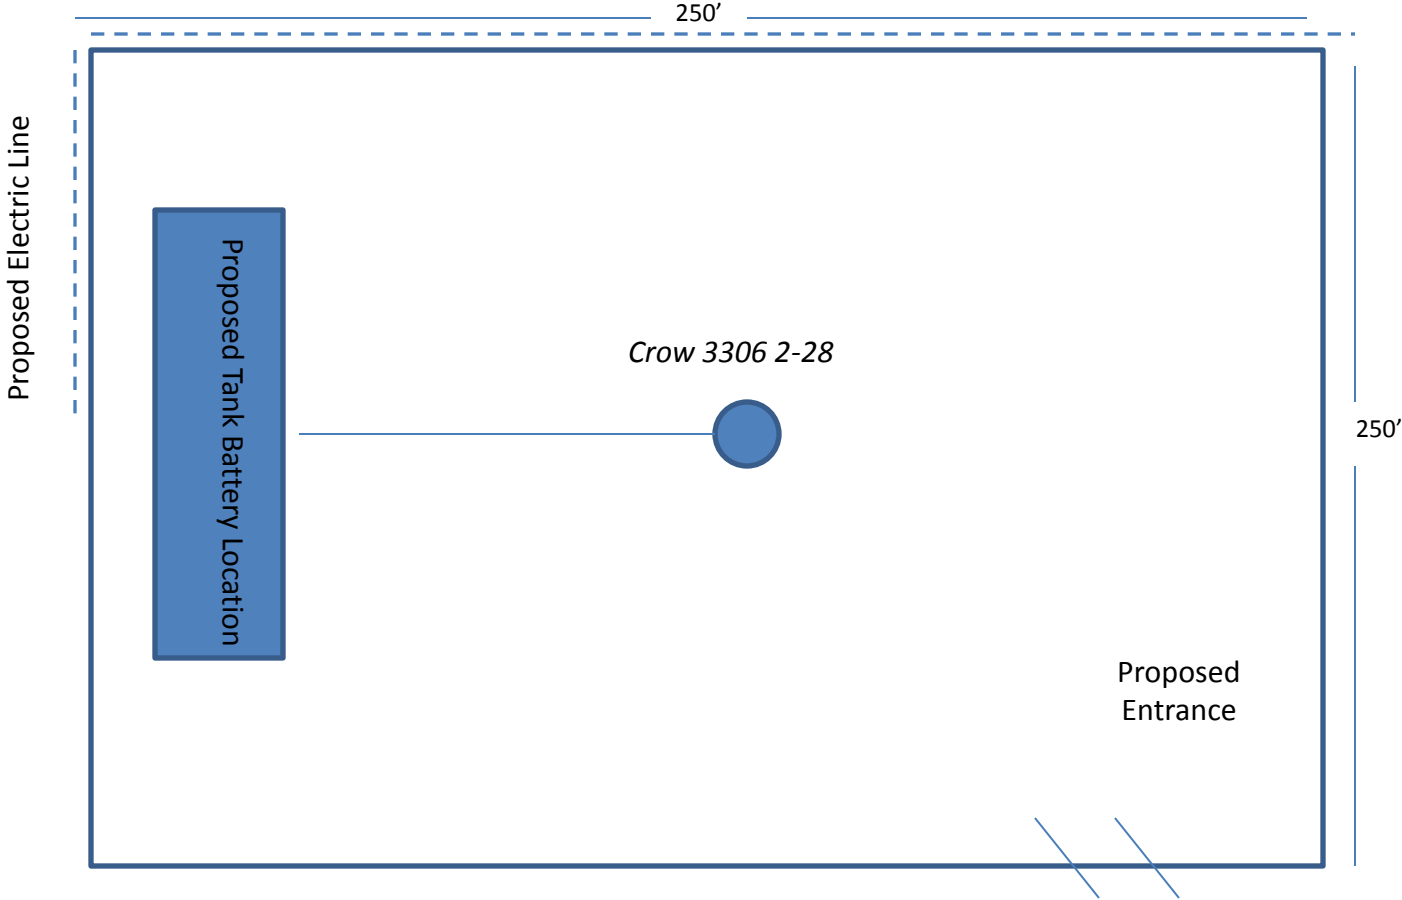 250’
Proposed Electric Line
Proposed Tank Battery Location
Crow 3306 2-28
250’
Proposed
Entrance